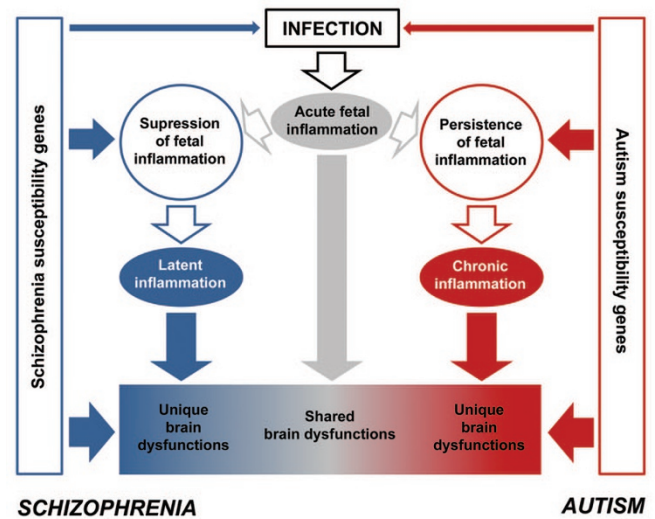 INFECTION
Schizophrenia susceptibility genes
Supression
of fetal
inflammation
Acute fetal
inflammation
Persistence
of fetal
inflammation
Autism susceptibility genes
Latent
inflammation
Chronic
inflammation
Unique
brain
dysfunctions
Shared
brain dysfunctions
Unique
brain
dysfunctions
SCHIZOPHRENIA
AUTISM